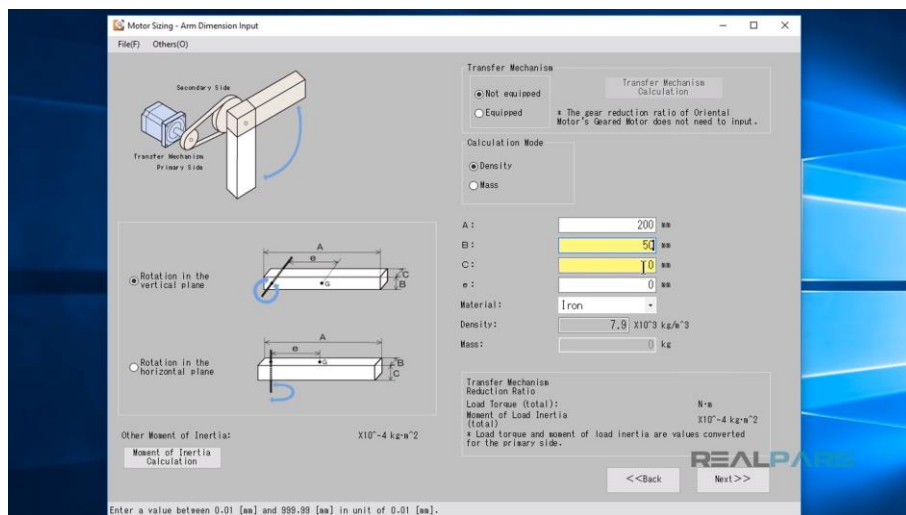 Motor Sizing - Arm Dimension Input
File(F) Others(O)
Secondary Side
Transfer Mechanism
Primary Side
Transfer Mechanism
Not equipped
Equipped
Transfer Mechanism
Calculation
* The gear reduction ratio of Oriental
Motor's Geared Motor does not need to input.
Calculation Mode
Density
Mass
A: 200 mm
B: 50 mm
C: 0 mm
e: 0 mm
Material: Iron
Density: 7.9 X10^3 kg/m^3
Mass: 0 kg
Rotation in the
vertical plane
A
e
G
C
B
Rotation in the
horizontal plane
A
e
G
B
C
Other Moment of Inertia: X10^-4 kg·m^2
Moment of Inertia
Calculation
Transfer Mechanism
Reduction Ratio
Load Torque (total): N·m
Moment of Load Inertia
(total) X10^-4 kg·m^2
* Load torque and moment of load inertia are values converted
for the primary side.
REALPARS
<<Back Next>>
Enter a value between 0.01 [mm] and 999.99 [mm] in unit of 0.01 [mm].